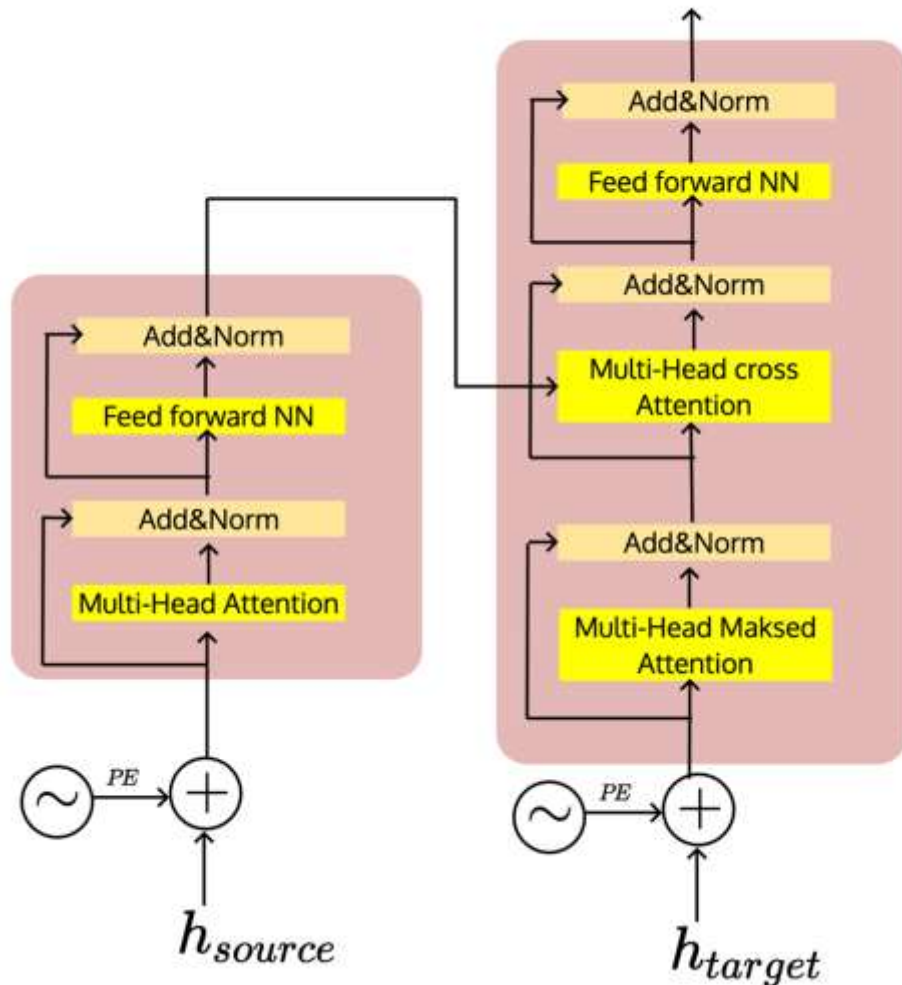 Add&Norm
Feed forward NN
Add&Norm
Multi-Head cross
Attention
Add&Norm
Multi-Head Maksed
Attention
Add&Norm
Feed forward NN
Add&Norm
Multi-Head Attention
PE
PE
h_source
h_target